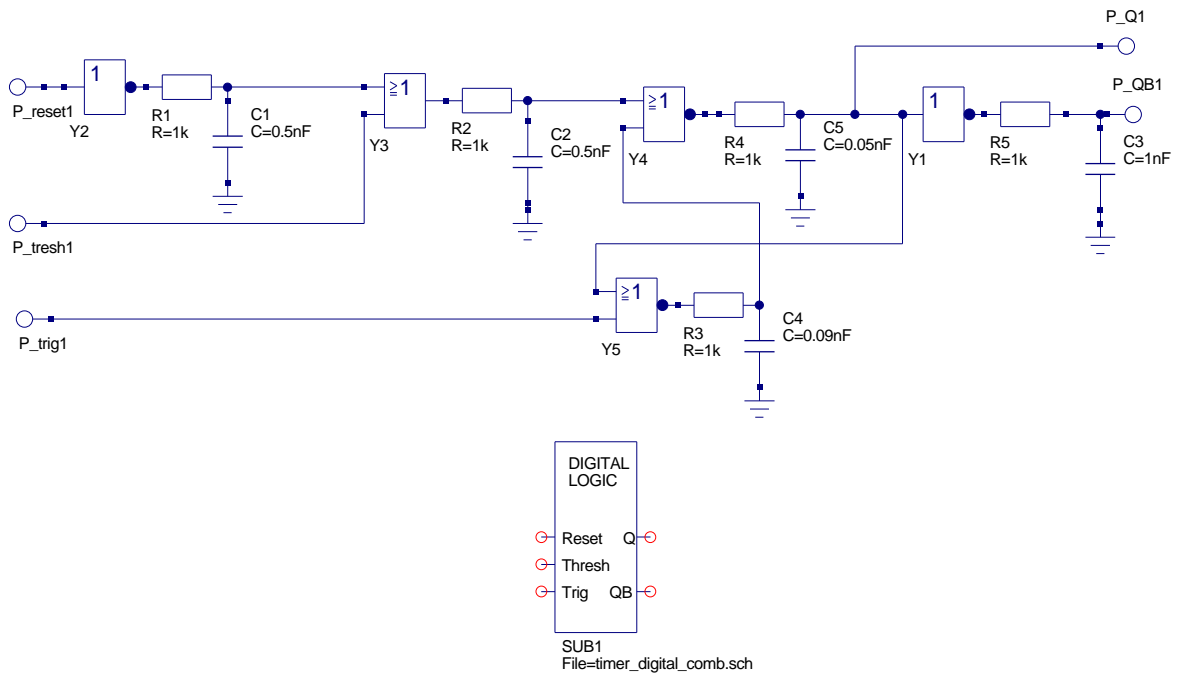 P_Q1
P_reset1
1
Y2
R1
R=1k
C1
C=0.5nF
≥1
Y3
R2
R=1k
C2
C=0.5nF
≥1
Y4
R4
R=1k
C5
C=0.05nF
1
Y1
R5
R=1k
P_QB1
C3
C=1nF
P_tresh1
P_trig1
≥1
Y5
R3
R=1k
C4
C=0.09nF
DIGITAL
LOGIC
Reset Q
Thresh
Trig QB
SUB1
File=timer_digital_comb.sch